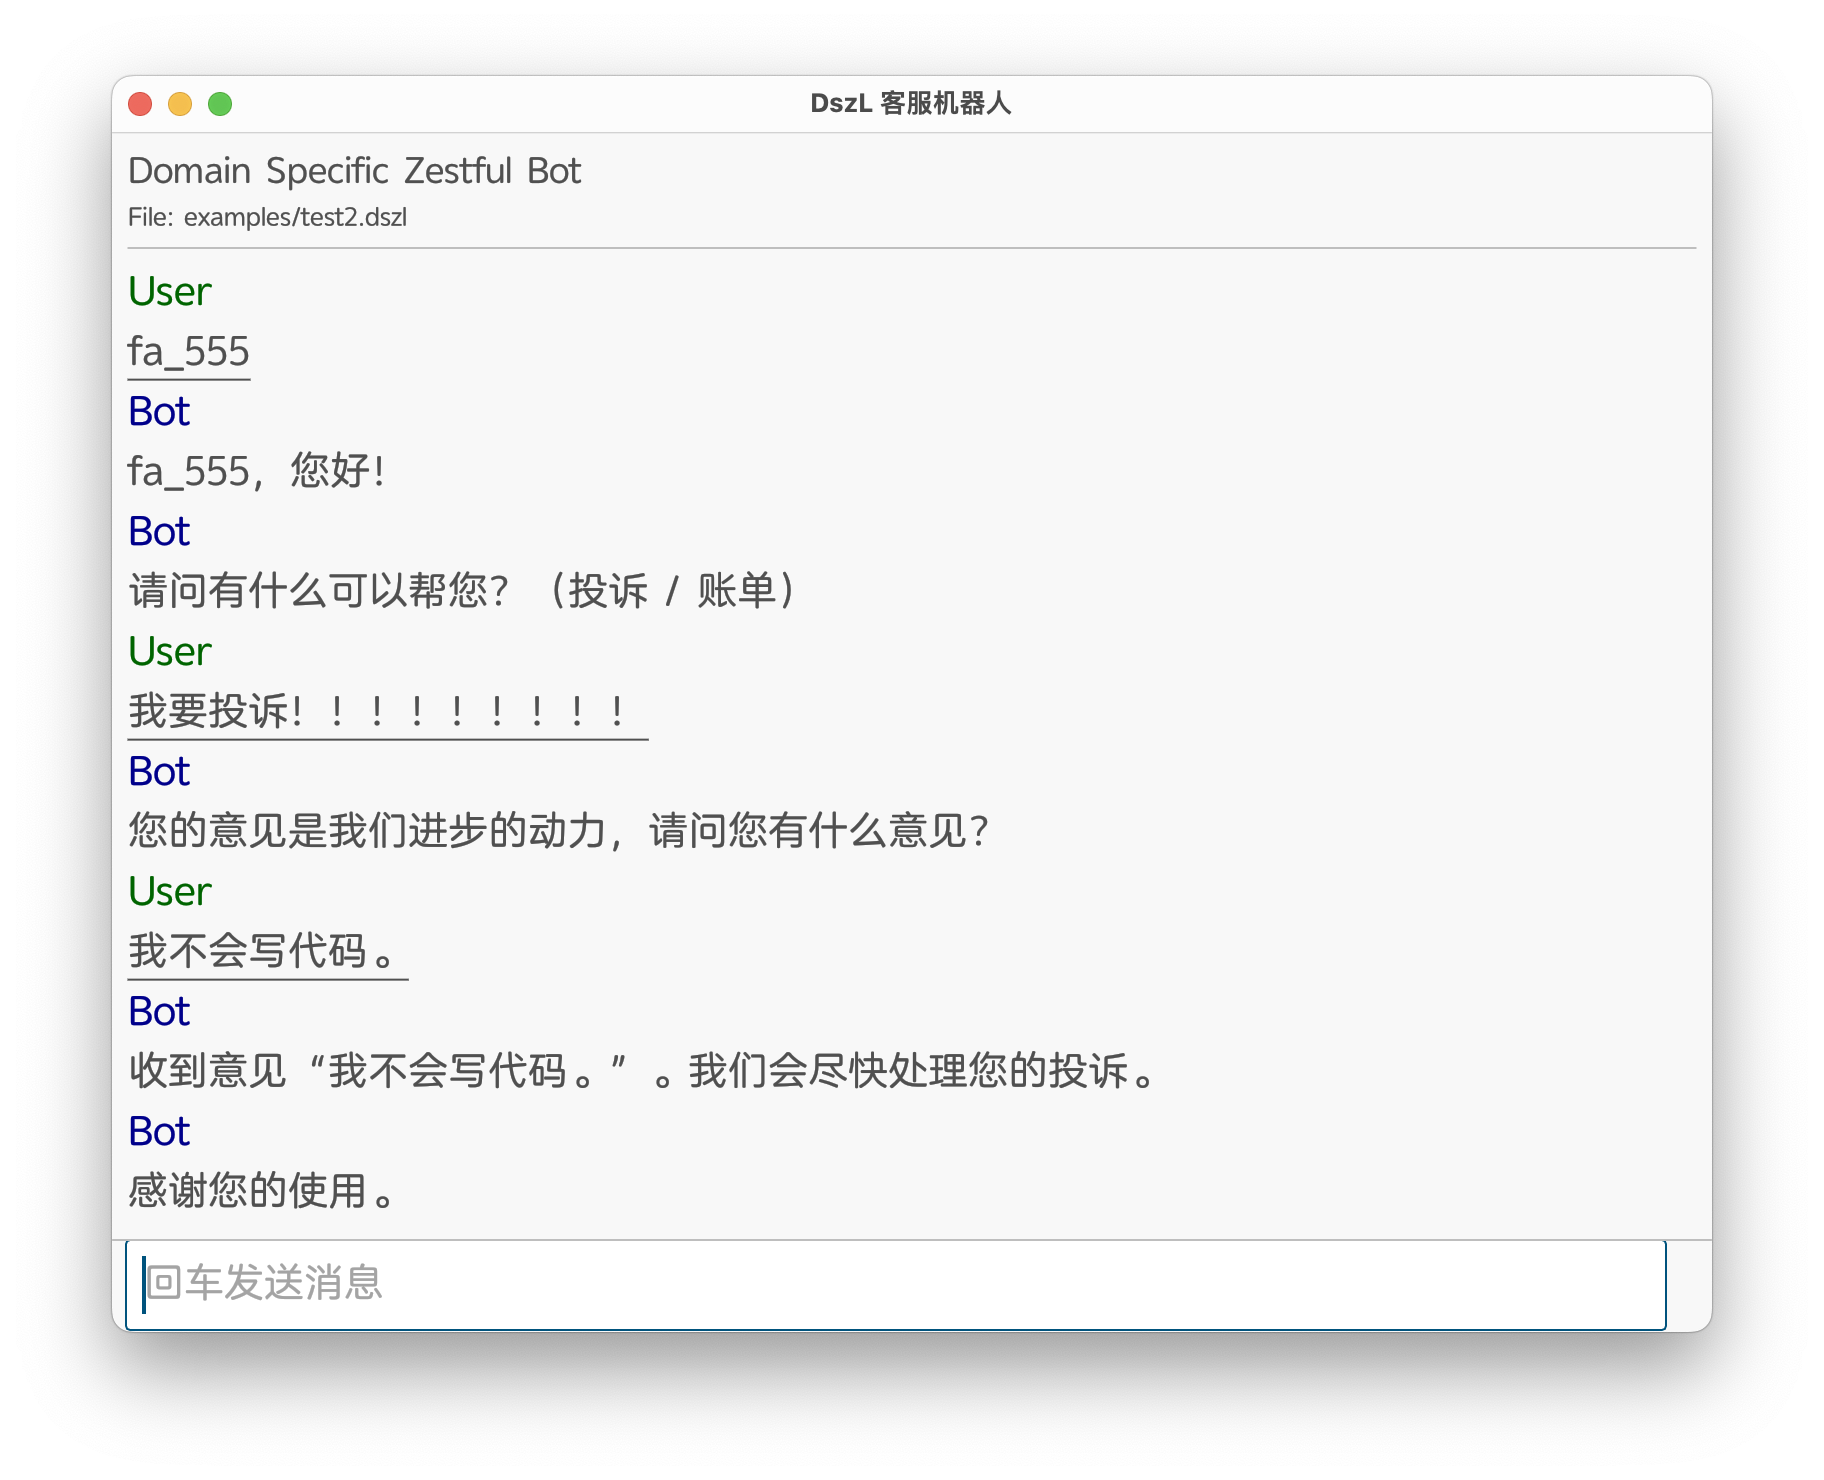 DszL 客服机器人
Domain Specific Zestful Bot
File: examples/test2.dszl
User
fa_555
Bot
fa_555，您好！
Bot
请问有什么可以帮您？（投诉 / 账单）
User
我要投诉！！！！！！！！！
Bot
您的意见是我们进步的动力，请问您有什么意见？
User
我不会写代码。
Bot
收到意见“我不会写代码。”。我们会尽快处理您的投诉。
Bot
感谢您的使用。
回车发送消息